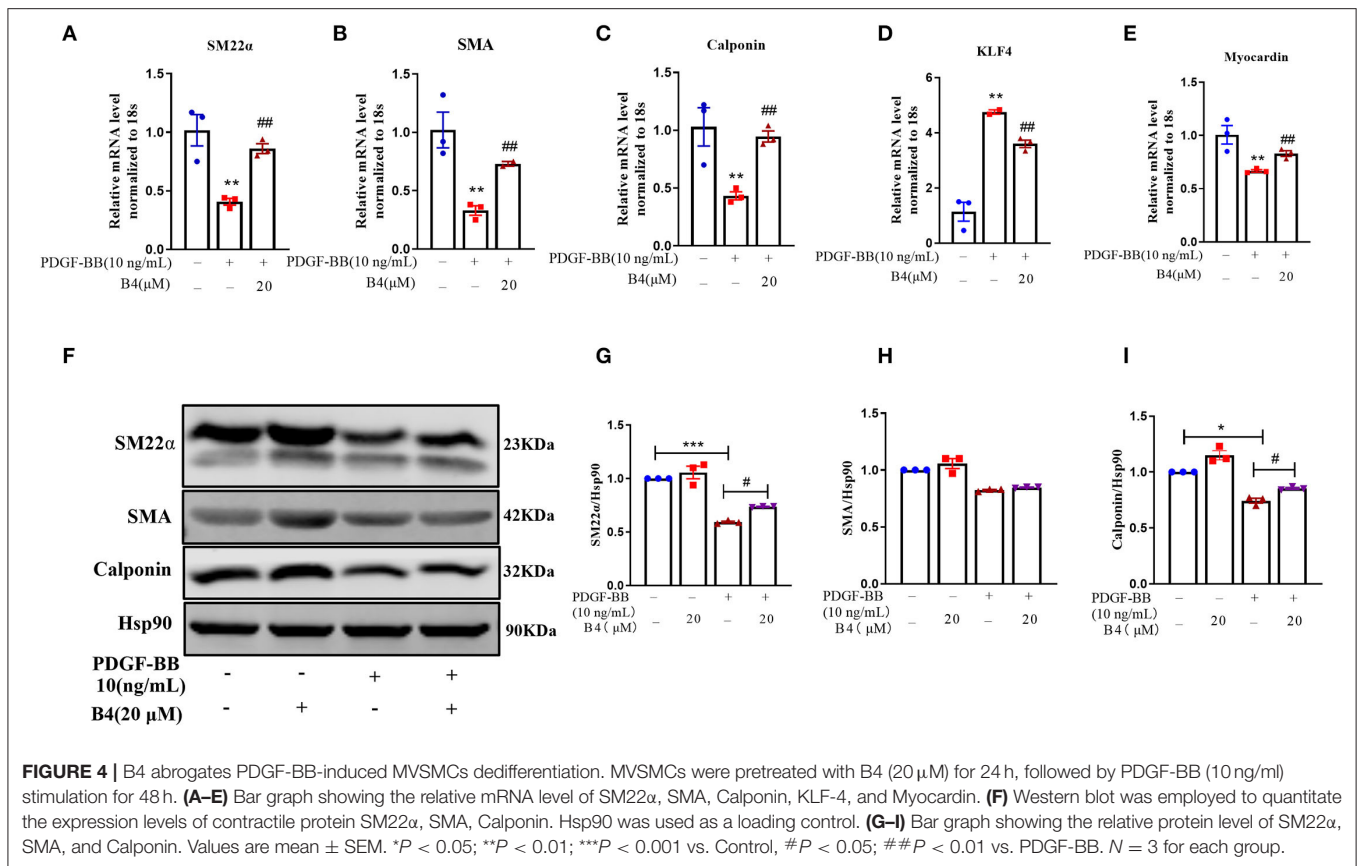 A
SM22α
Relative mRNA level
normalized to 18s
1.5
1.0
0.5
0.0
**
##
PDGF-BB(10 ng/mL) – + +
B4(μM) – – 20
B
SMA
Relative mRNA level
normalized to 18s
1.5
1.0
0.5
0.0
**
##
PDGF-BB(10 ng/mL) – + +
B4(μM) – – 20
C
Calponin
Relative mRNA level
normalized to 18s
1.5
1.0
0.5
0.0
**
##
PDGF-BB(10 ng/mL) – + +
B4(μM) – – 20
D
KLF4
Relative mRNA level
normalized to 18s
6
4
2
0
**
##
PDGF-BB(10 ng/mL) – + +
B4(μM) – – 20
E
Myocardin
Relative mRNA level
normalized to 18s
1.5
1.0
0.5
0.0
**
##
PDGF-BB(10 ng/mL) – + +
B4(μM) – – 20
F
SM22α 23KDa
SMA 42KDa
Calponin 32KDa
Hsp90 90KDa
PDGF-BB
10(ng/mL) - - + +
B4(20 μM) - + - +
G
SM22α/Hsp90
1.5
1.0
0.5
0.0
***
#
PDGF-BB
(10 ng/mL) – – + +
B4( μM) – 20 – 20
H
SMA/Hsp90
1.5
1.0
0.5
0.0
PDGF-BB
(10 ng/mL) – – + +
B4( μM) – 20 – 20
I
Calponin/Hsp90
1.5
1.0
0.5
0.0
*
#
PDGF-BB
(10 ng/mL) – – + +
B4( μM) – 20 – 20
FIGURE 4 | B4 abrogates PDGF-BB-induced MVSMCs dedifferentiation. MVSMCs were pretreated with B4 (20 μM) for 24 h, followed by PDGF-BB (10 ng/ml)
stimulation for 48 h. (A–E) Bar graph showing the relative mRNA level of SM22α, SMA, Calponin, KLF-4, and Myocardin. (F) Western blot was employed to quantitate
the expression levels of contractile protein SM22α, SMA, Calponin. Hsp90 was used as a loading control. (G–I) Bar graph showing the relative protein level of SM22α,
SMA, and Calponin. Values are mean ± SEM. *P < 0.05; **P < 0.01; ***P < 0.001 vs. Control, #P < 0.05; ##P < 0.01 vs. PDGF-BB. N = 3 for each group.